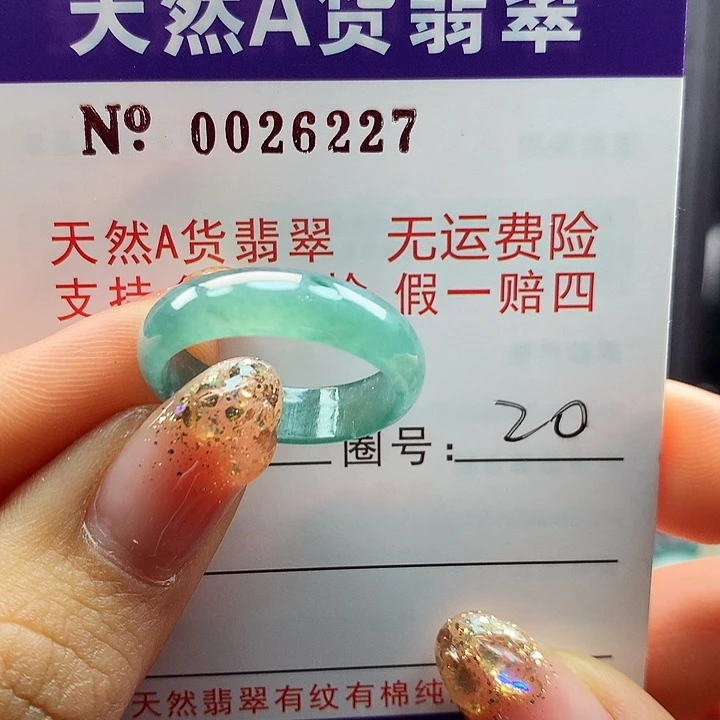 天然A货翡翠
Nº. 0026227
天然A货翡翠 无运费险
支持 假一赔四
圈号: 20
天然翡翠有纹有棉纯